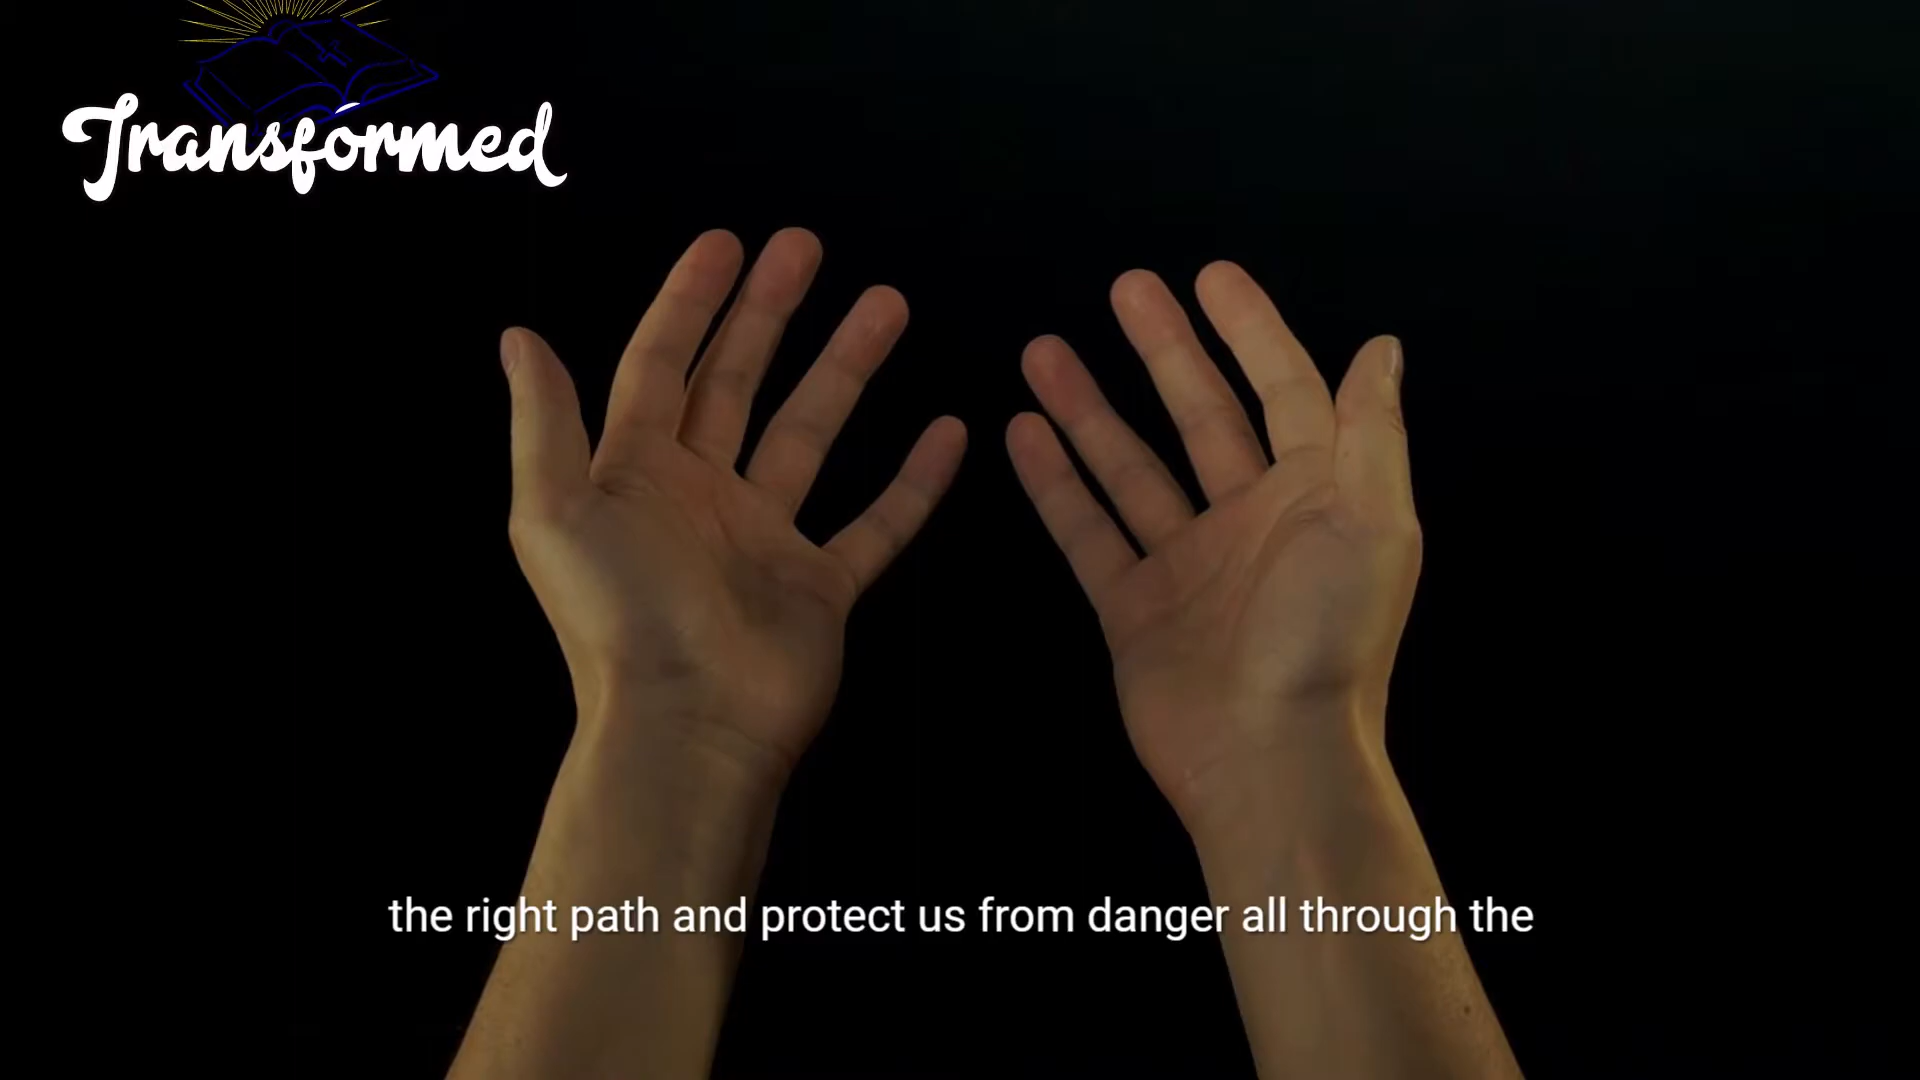 Transformed
the right path and protect us from danger all through the